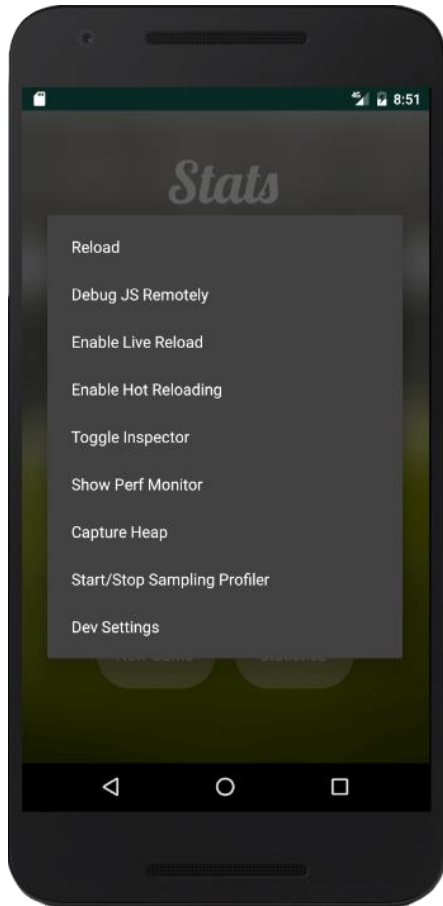 4G 8:51
Stats
Reload
Debug JS Remotely
Enable Live Reload
Enable Hot Reloading
Toggle Inspector
Show Perf Monitor
Capture Heap
Start/Stop Sampling Profiler
Dev Settings